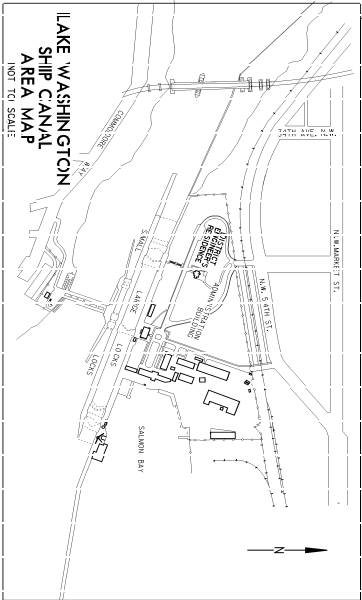 LAKE WASHINGTON
SHIP CANAL
AREA MAP
(NOT TO SCALE)
COMMODORE
WAY
34TH AVE. N.W.
N.W. MARKET ST.
N.W. 54TH ST.
DISTRICT
ENGINEER'S
RESIDENCE
ADMINISTRATION
BUILDING
SMALL
LOCKS
LARGE
LOCKS
SALMON BAY
N